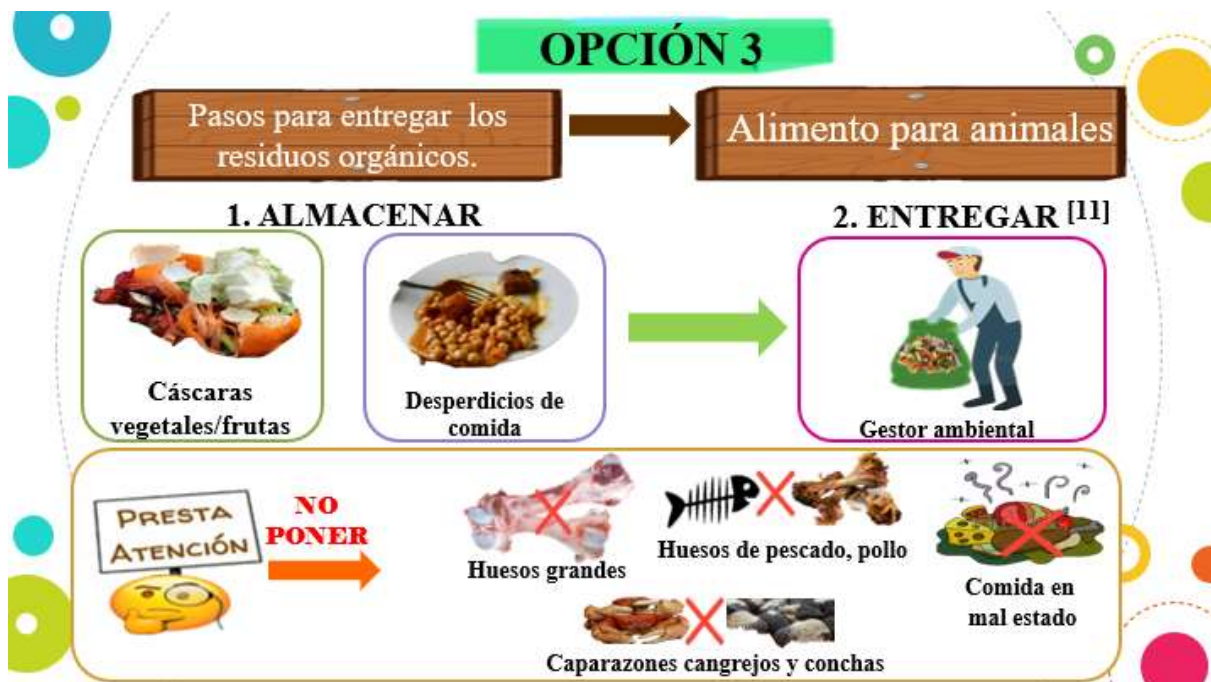 OPCIÓN 3
Pasos para entregar los
residuos orgánicos.
Alimento para animales
1. ALMACENAR
2. ENTREGAR [11]
Cáscaras
vegetales/frutas
Desperdicios de
comida
Gestor ambiental
PRESTA
ATENCIÓN
NO
PONER
Huesos grandes
Huesos de pescado, pollo
Comida en
mal estado
Caparazones cangrejos y conchas